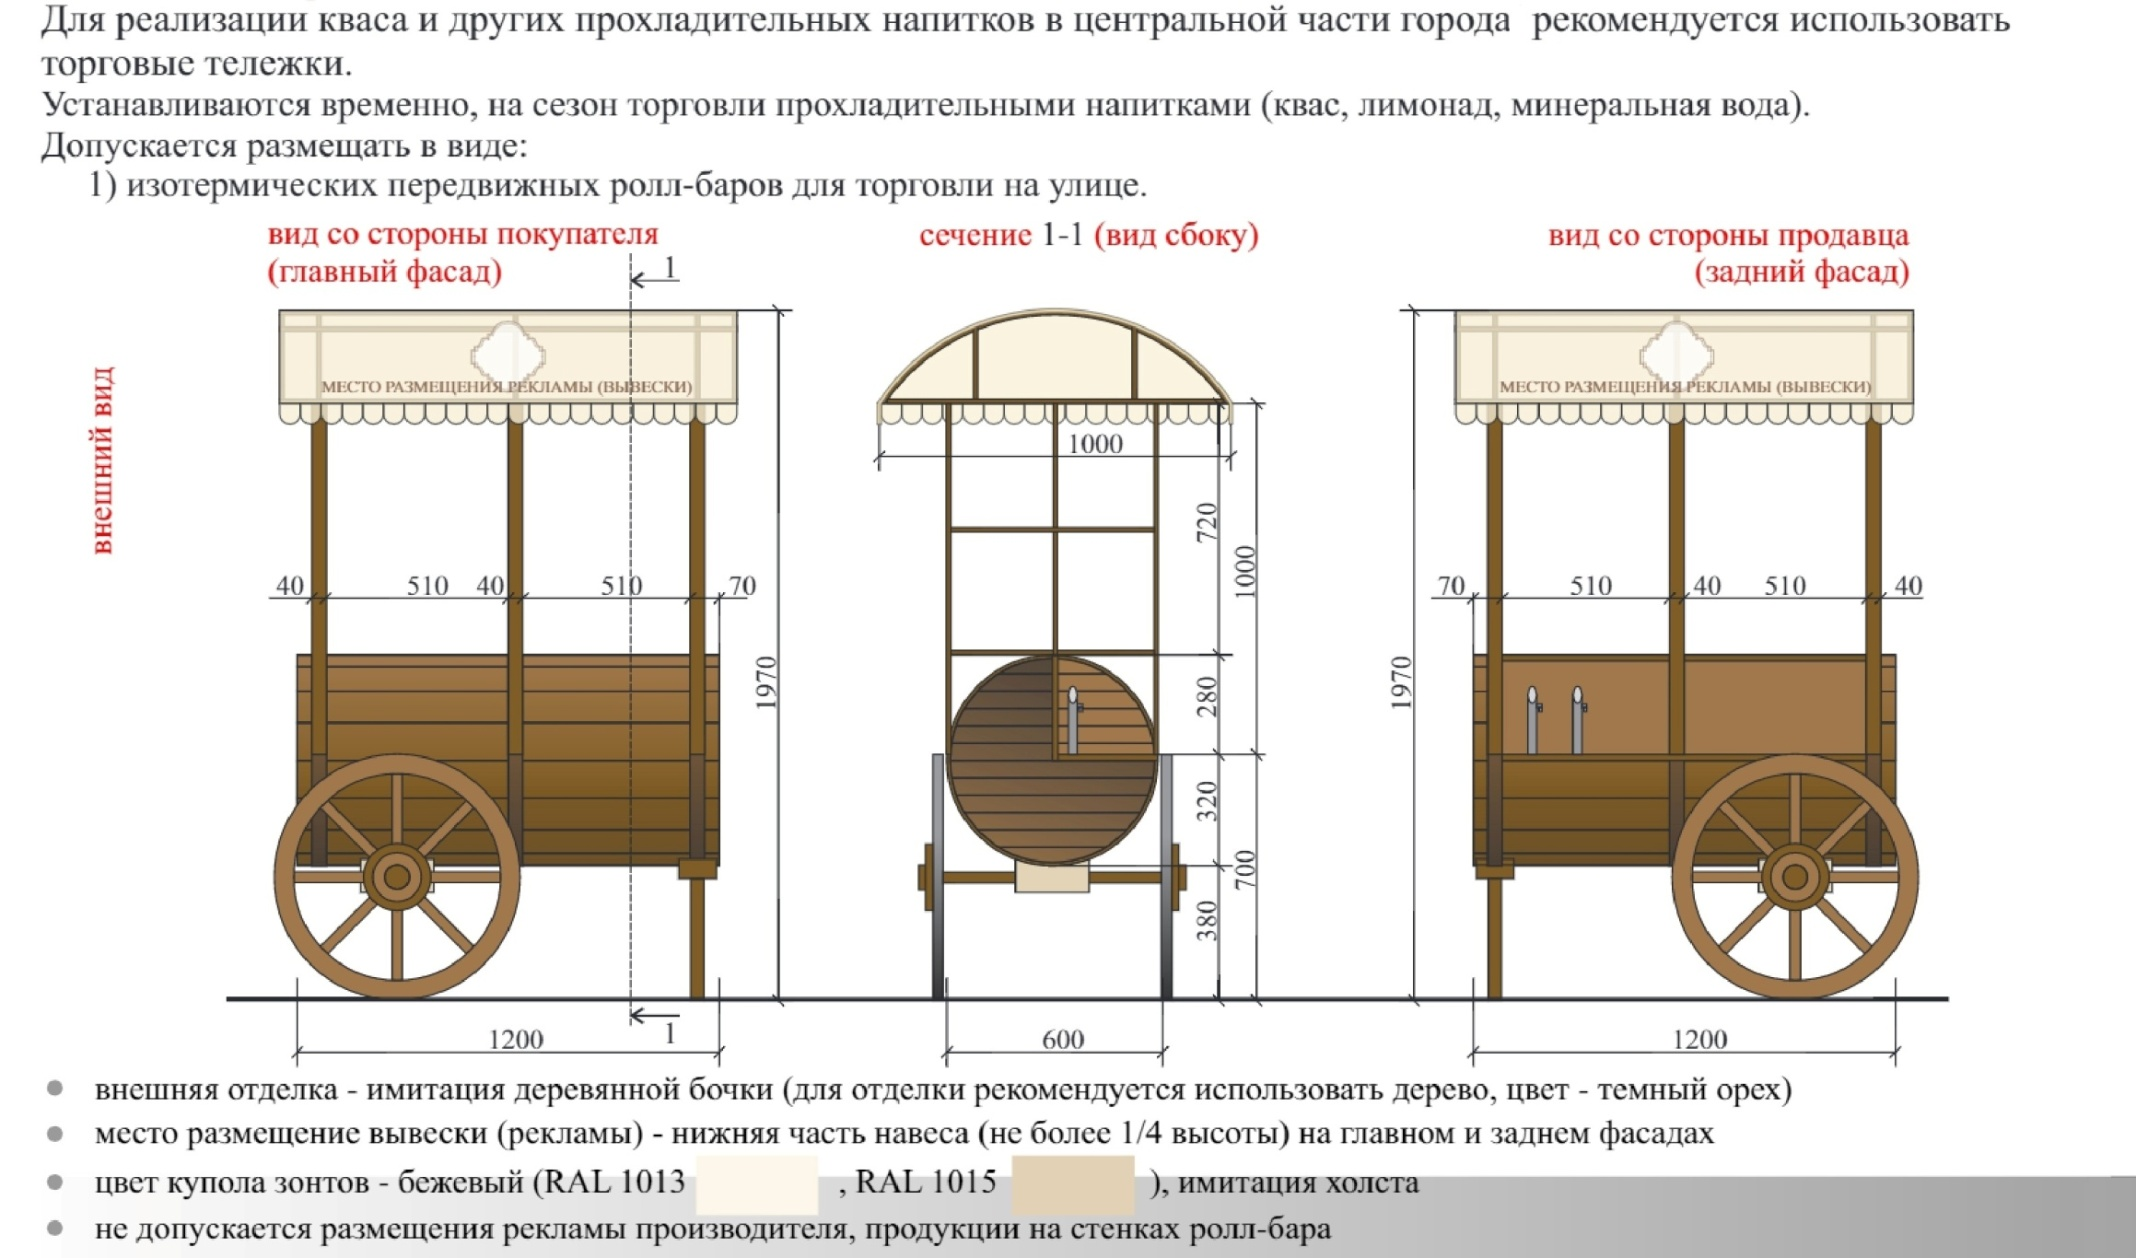 Для реализации кваса и других прохладительных напитков в центральной части города рекомендуется использовать
торговые тележки.
Устанавливаются временно, на сезон торговли прохладительными напитками (квас, лимонад, минеральная вода).
Допускается размещать в виде:
1) изотермических передвижных ролл-баров для торговли на улице.
вид со стороны покупателя
(главный фасад)
сечение 1-1 (вид сбоку)
вид со стороны продавца
(задний фасад)
внешний вид
1
МЕСТО РАЗМЕЩЕНИЯ РЕКЛАМЫ (ВЫВЕСКИ)
40 510 40 510 70
1970
1200
1
1000
720
1000
280
320
700
380
600
МЕСТО РАЗМЕЩЕНИЯ РЕКЛАМЫ (ВЫВЕСКИ)
70 510 40 510 40
1970
1200
внешняя отделка - имитация деревянной бочки (для отделки рекомендуется использовать дерево, цвет - темный орех)
место размещение вывески (рекламы) - нижняя часть навеса (не более 1/4 высоты) на главном и заднем фасадах
цвет купола зонтов - бежевый (RAL 1013 , RAL 1015 ), имитация холста
не допускается размещения рекламы производителя, продукции на стенках ролл-бара